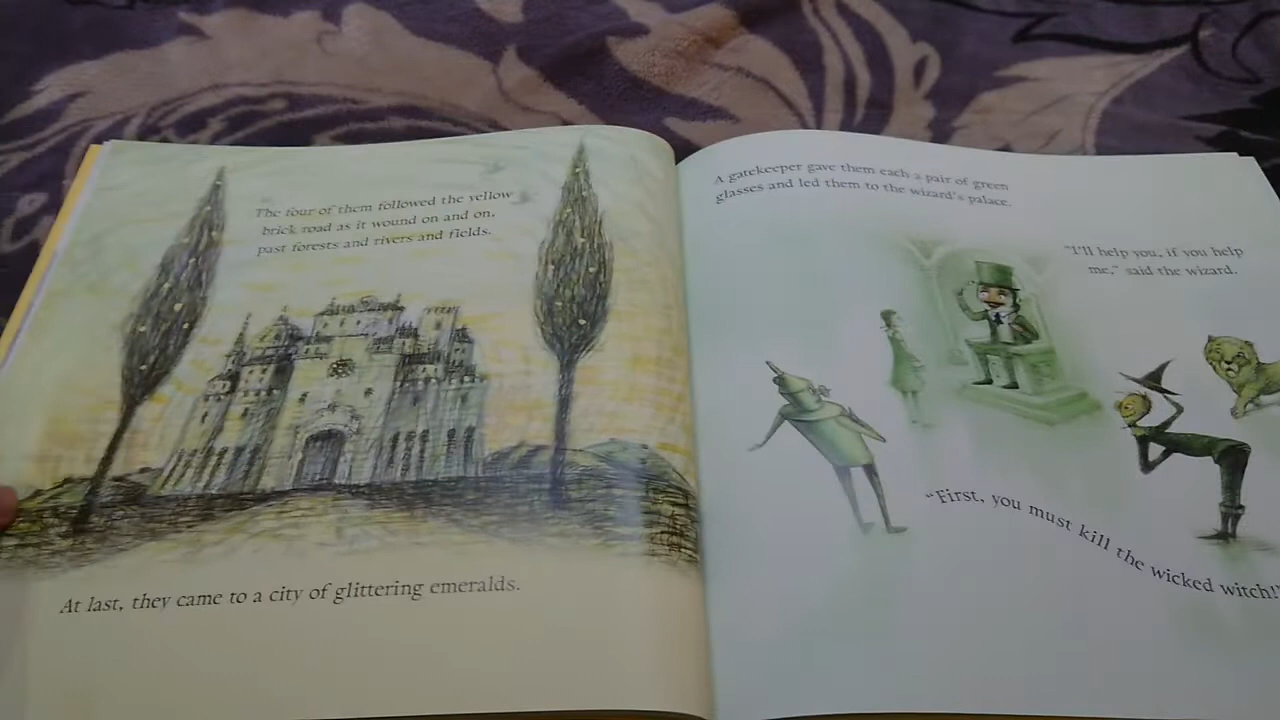 The four of them followed the yellow
brick road as it wound on and on,
past forests and rivers and fields.
At last, they came to a city of glittering emeralds.
A gatekeeper gave them each a pair of green
glasses and led them to the wizard's palace.
"I'll help you, if you help
me," said the wizard.
"First, you must kill the wicked witch!"